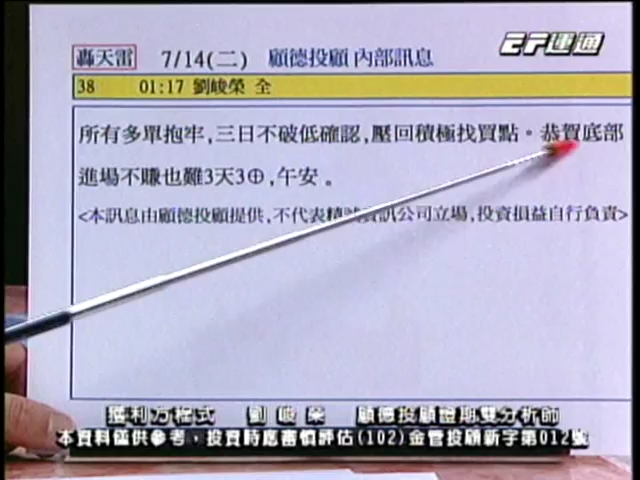 EF運通
轟天雷 7/14(二) 顧德投顧 內部訊息
38 01:17 劉峻榮 全
所有多單抱牢,三日不破低確認,壓回積極找買點。恭賀底部
進場不賺也難3天3⊕,午安。
<本訊息由顧德投顧提供,不代表精誠資訊公司立場,投資損益自行負責>
獲利方程式 劉峻榮 顧德投顧證期雙分析師
本資料僅供參考,投資時應審慎評估(102)金管投顧新字第012號